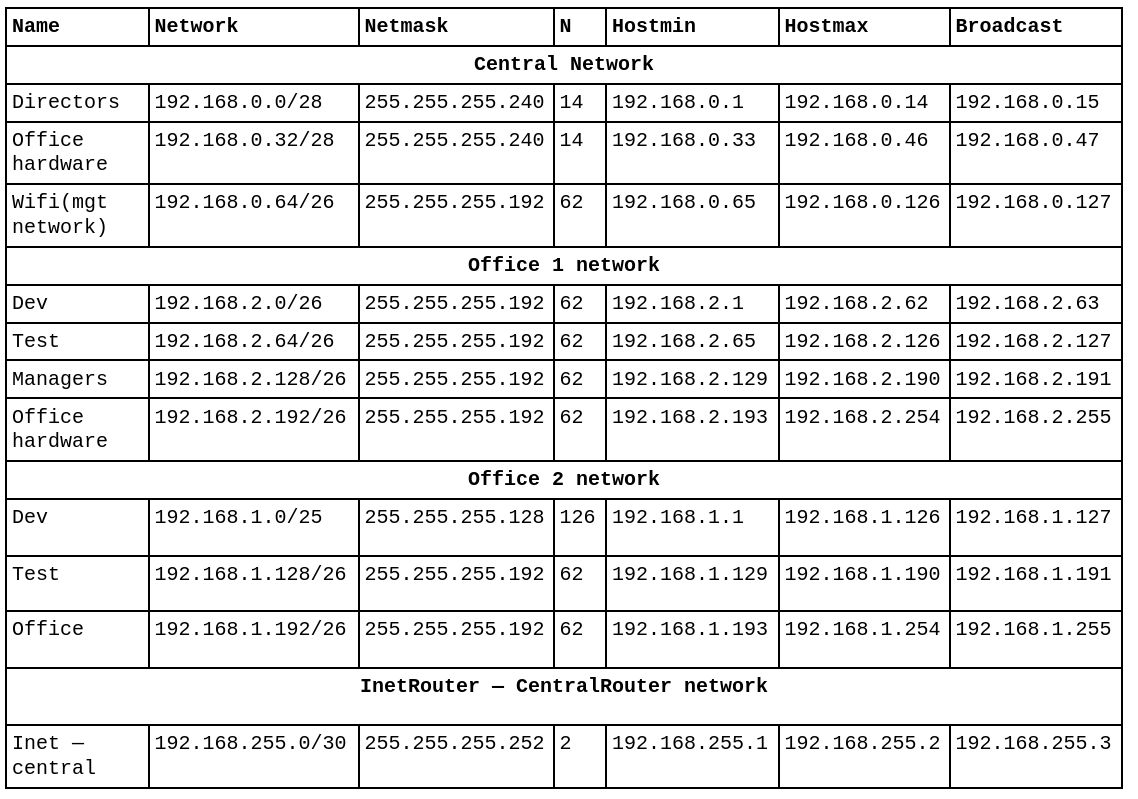 Name Network Netmask N Hostmin Hostmax Broadcast
Central Network
Directors 192.168.0.0/28 255.255.255.240 14 192.168.0.1 192.168.0.14 192.168.0.15
Office 192.168.0.32/28 255.255.255.240 14 192.168.0.33 192.168.0.46 192.168.0.47
hardware
Wifi(mgt 192.168.0.64/26 255.255.255.192 62 192.168.0.65 192.168.0.126 192.168.0.127
network)
Office 1 network
Dev 192.168.2.0/26 255.255.255.192 62 192.168.2.1 192.168.2.62 192.168.2.63
Test 192.168.2.64/26 255.255.255.192 62 192.168.2.65 192.168.2.126 192.168.2.127
Managers 192.168.2.128/26 255.255.255.192 62 192.168.2.129 192.168.2.190 192.168.2.191
Office 192.168.2.192/26 255.255.255.192 62 192.168.2.193 192.168.2.254 192.168.2.255
hardware
Office 2 network
Dev 192.168.1.0/25 255.255.255.128 126 192.168.1.1 192.168.1.126 192.168.1.127
Test 192.168.1.128/26 255.255.255.192 62 192.168.1.129 192.168.1.190 192.168.1.191
Office 192.168.1.192/26 255.255.255.192 62 192.168.1.193 192.168.1.254 192.168.1.255
InetRouter — CentralRouter network
Inet — 192.168.255.0/30 255.255.255.252 2 192.168.255.1 192.168.255.2 192.168.255.3
central